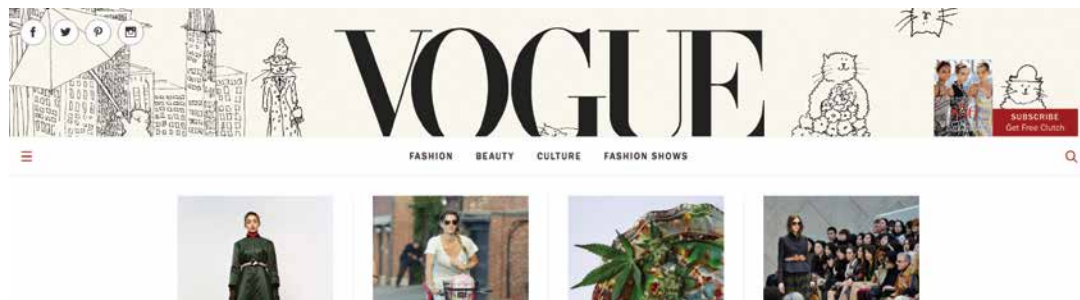 VOGUE
SUBSCRIBE
Get Free Clutch
FASHION BEAUTY CULTURE FASHION SHOWS